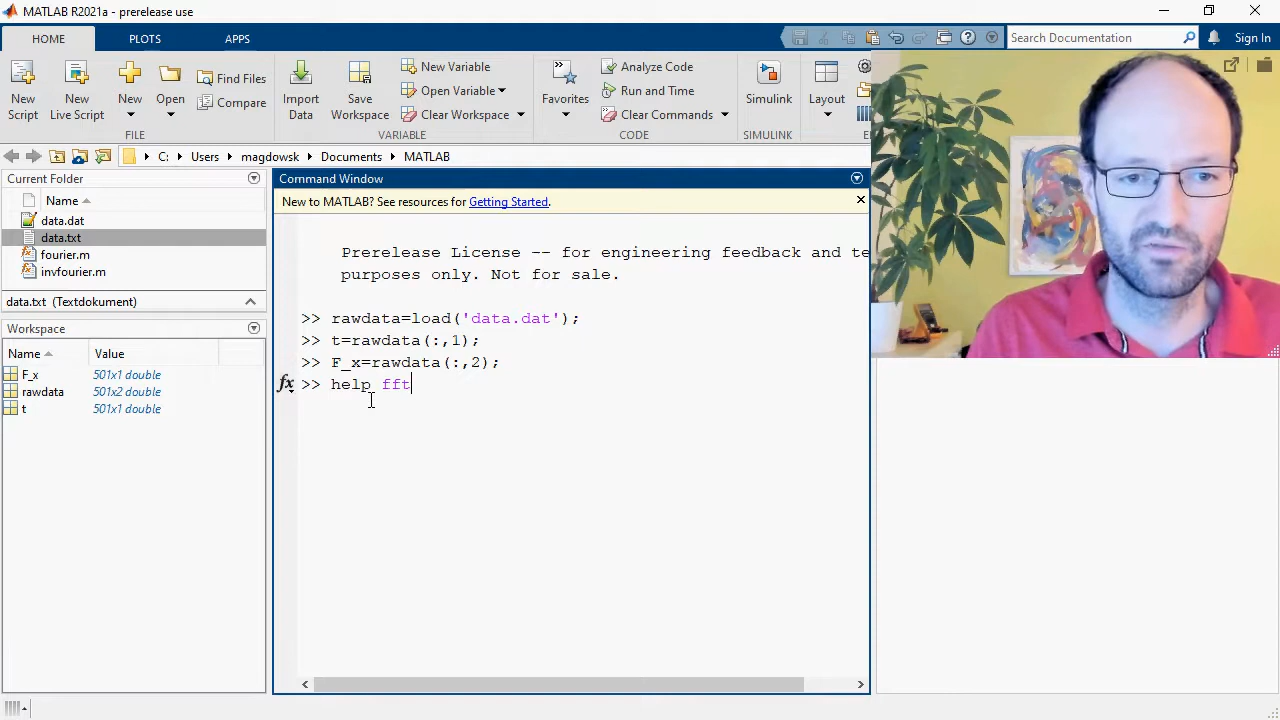 MATLAB R2021a - prerelease use
HOME PLOTS APPS
Search Documentation
Sign In
New Script
New Live Script
New
Open
Find Files
Compare
FILE
Import Data
Save Workspace
New Variable
Open Variable
Clear Workspace
VARIABLE
Favorites
Analyze Code
Run and Time
Clear Commands
CODE
Simulink
SIMULINK
Layout
C: Users magdowsk Documents MATLAB
Current Folder
Name
data.dat
data.txt
fourier.m
invfourier.m
data.txt (Textdokument)
Workspace
Name Value
F_x 501x1 double
rawdata 501x2 double
t 501x1 double
Command Window
New to MATLAB? See resources for Getting Started.
Prerelease License -- for engineering feedback and te
purposes only. Not for sale.
>> rawdata=load('data.dat');
>> t=rawdata(:,1);
>> F_x=rawdata(:,2);
fx >> help fft